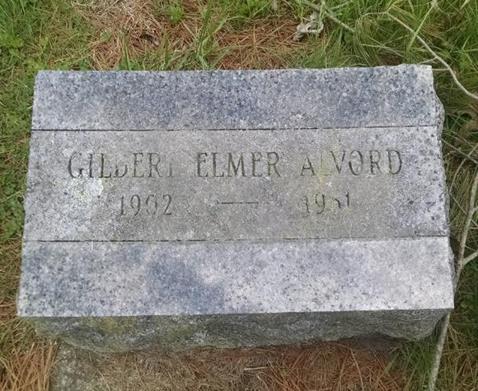 GILBERT ELMER ALVORD
1902 — 1951